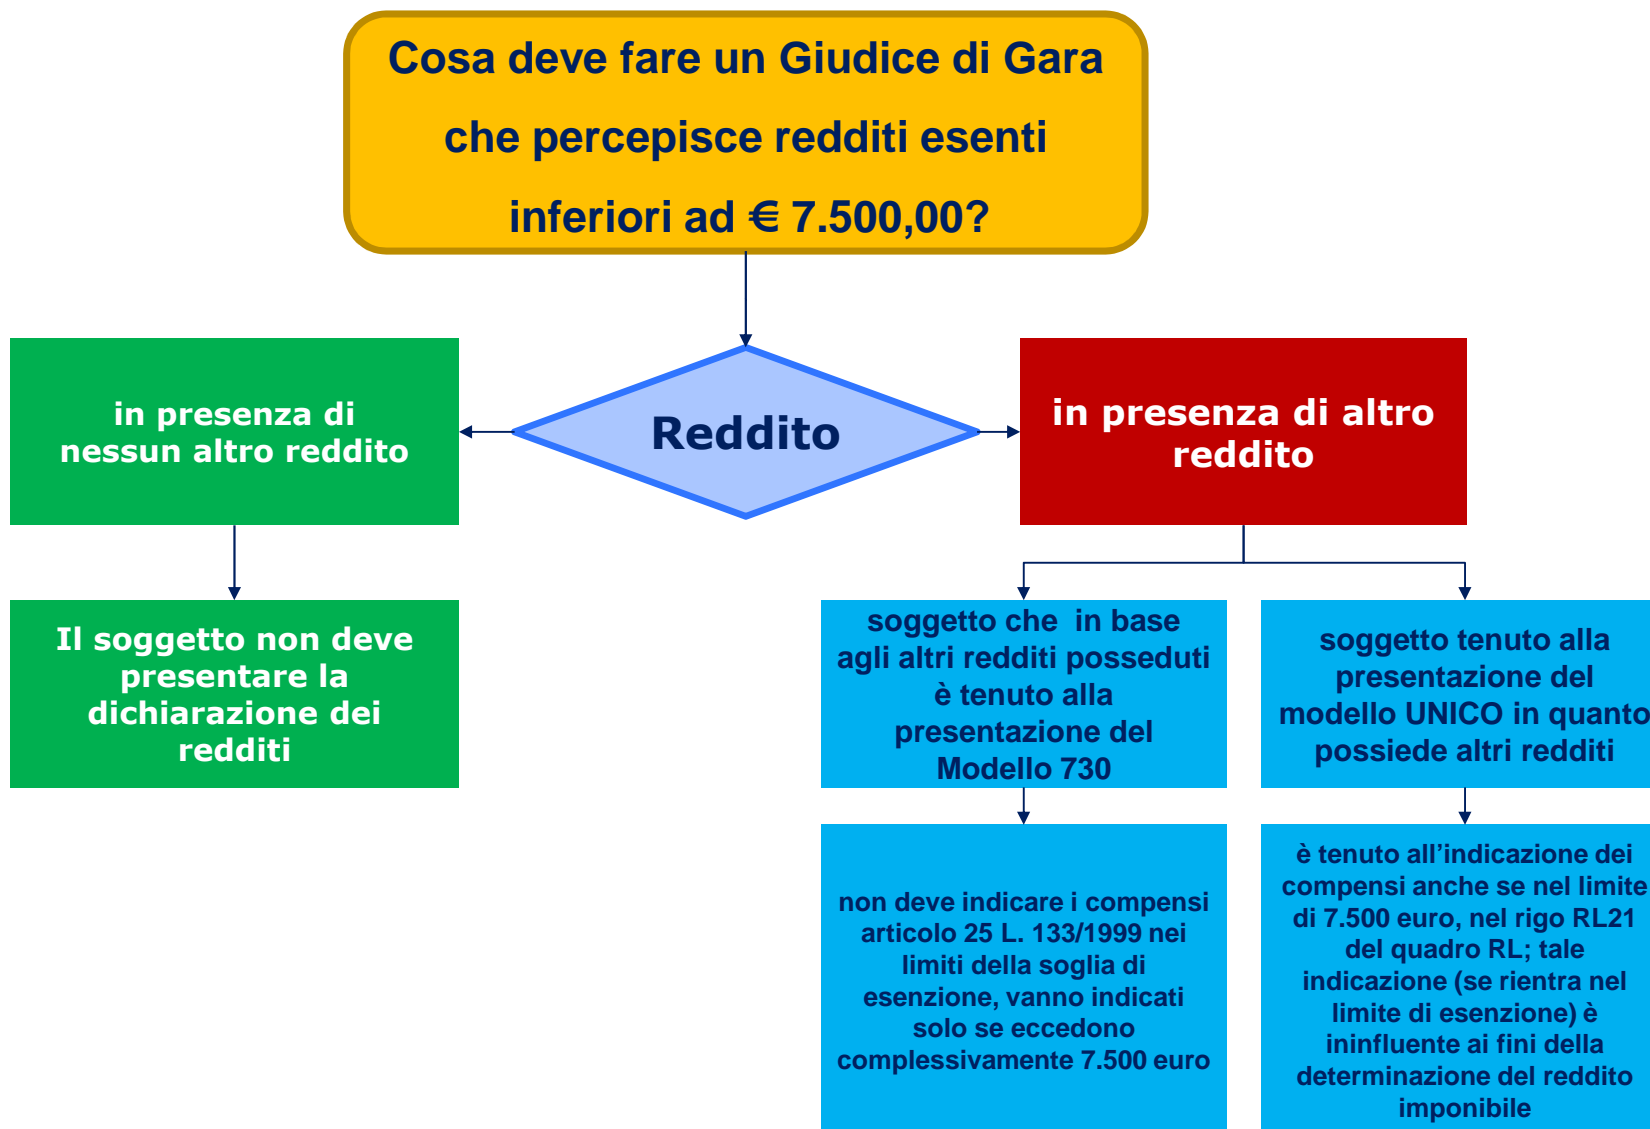 Cosa deve fare un Giudice di Gara
che percepisce redditi esenti
inferiori ad € 7.500,00?
in presenza di
nessun altro reddito
Reddito
in presenza di altro
reddito
Il soggetto non deve
presentare la
dichiarazione dei
redditi
soggetto che in base
agli altri redditi posseduti
è tenuto alla
presentazione del
Modello 730
soggetto tenuto alla
presentazione del
modello UNICO in quanto
possiede altri redditi
non deve indicare i compensi
articolo 25 L. 133/1999 nei
limiti della soglia di
esenzione, vanno indicati
solo se eccedono
complessivamente 7.500 euro
è tenuto all’indicazione dei
compensi anche se nel limite
di 7.500 euro, nel rigo RL21
del quadro RL; tale
indicazione (se rientra nel
limite di esenzione) è
ininfluente ai fini della
determinazione del reddito
imponibile